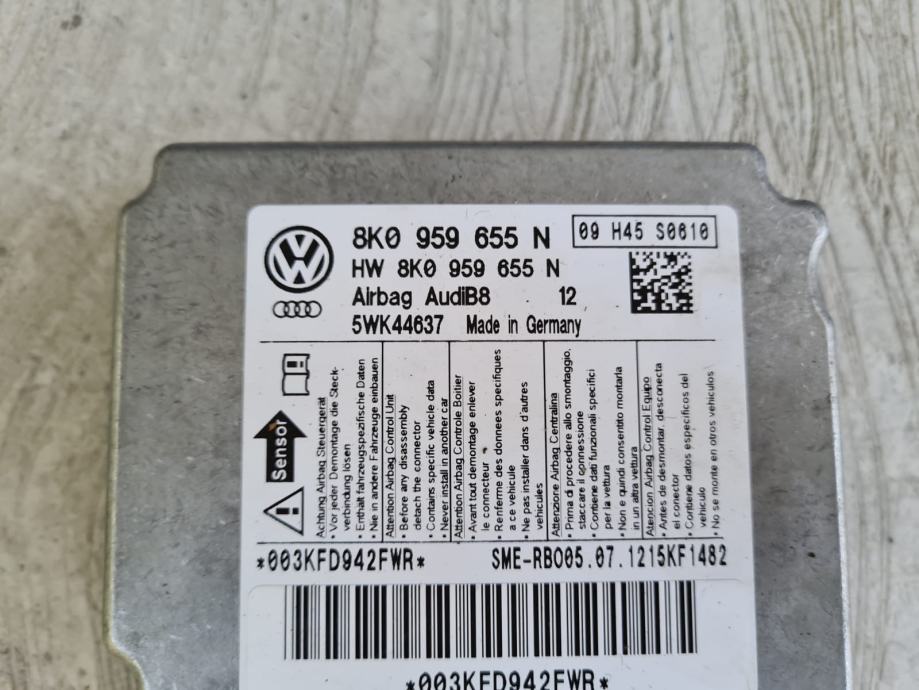 8K0 959 655 N
09 H45 S0610
HW 8K0 959 655 N
Airbag AudiB8 12
5WK44637 Made in Germany
Sensor
Achtung Airbag Steuergerät
• Vor jeder Demontage die Steck-
verbindung lösen
• Enthält fahrzeugspezifische Daten
• Nie in andere Fahrzeuge einbauen
Attention Airbag Control Unit
• Before any disassembly
detach the connector
• Contains specific vehicle data
• Never install in another car
Attention Airbag Controle Boitier
• Avant tout demontage enlever
le connecteur
• Renferme des donnees specifiques
a ce vehicule
• Ne pas installer dans d'autres
vehicules
Attenzione Airbag Centralina
• Prima di procedere allo smontaggio,
staccare il connessione
• Contiene dati funzionali specifici
per la vettura
• Non e quindi consentito montarla
in un altra vettura
Atencion Airbag Control Equipo
• Antes de desmontar, desconecta
el conector
• Contiene datos especificos del
vehiculo
• No se monte en otros vehiculos
*003KFD942FWR* SME-RBO05.07.1215KF1482
*003KFD942FWR*